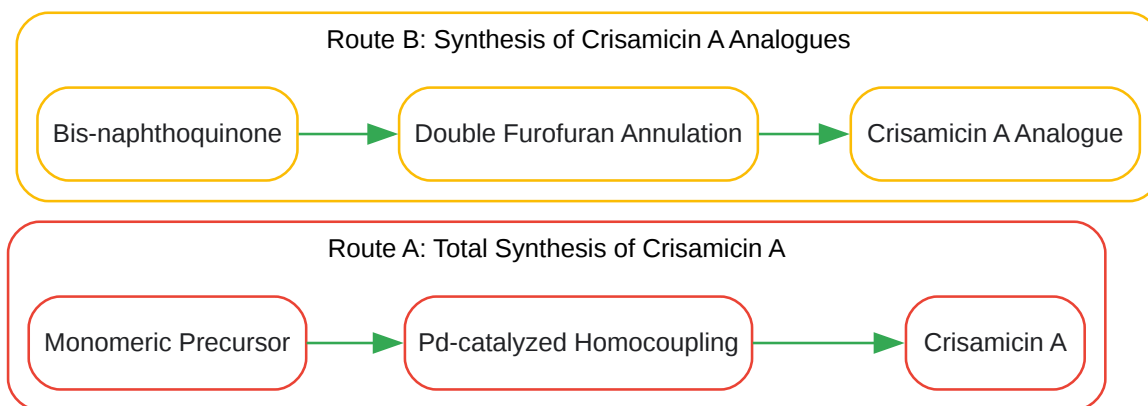 Route B: Synthesis of Crisamicin A Analogues
Bis-naphthoquinone
Double Furofuran Annulation
Crisamicin A Analogue
Route A: Total Synthesis of Crisamicin A
Monomeric Precursor
Pd-catalyzed Homocoupling
Crisamicin A